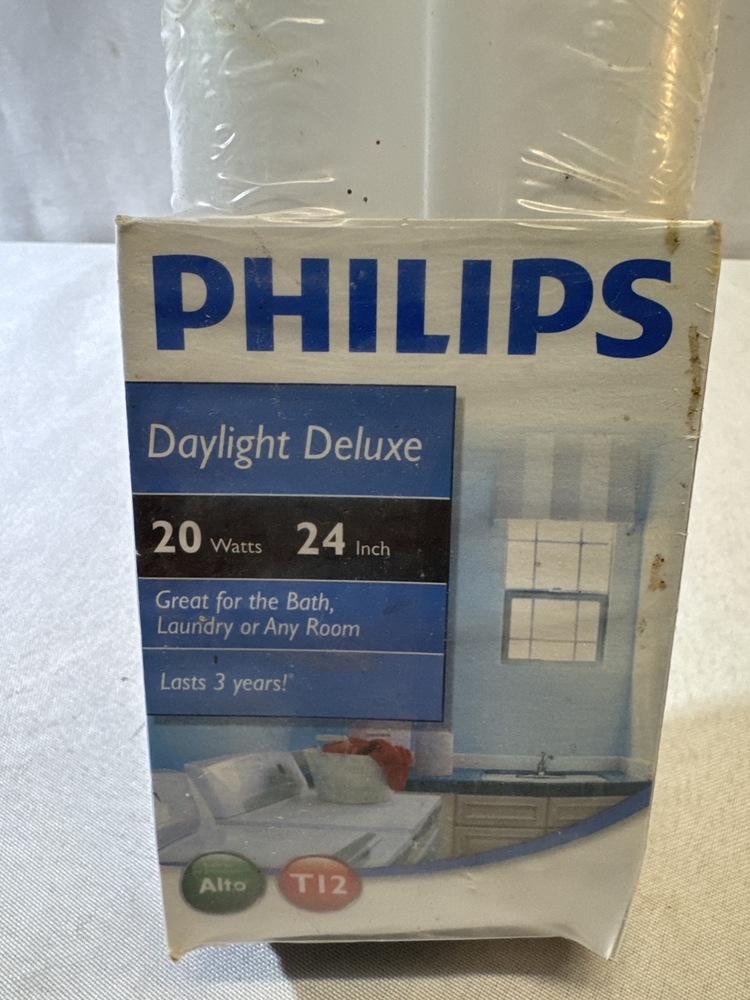 PHILIPS
Daylight Deluxe
20 Watts 24 Inch
Great for the Bath,
Laundry or Any Room
Lasts 3 years!*
Alto
T12